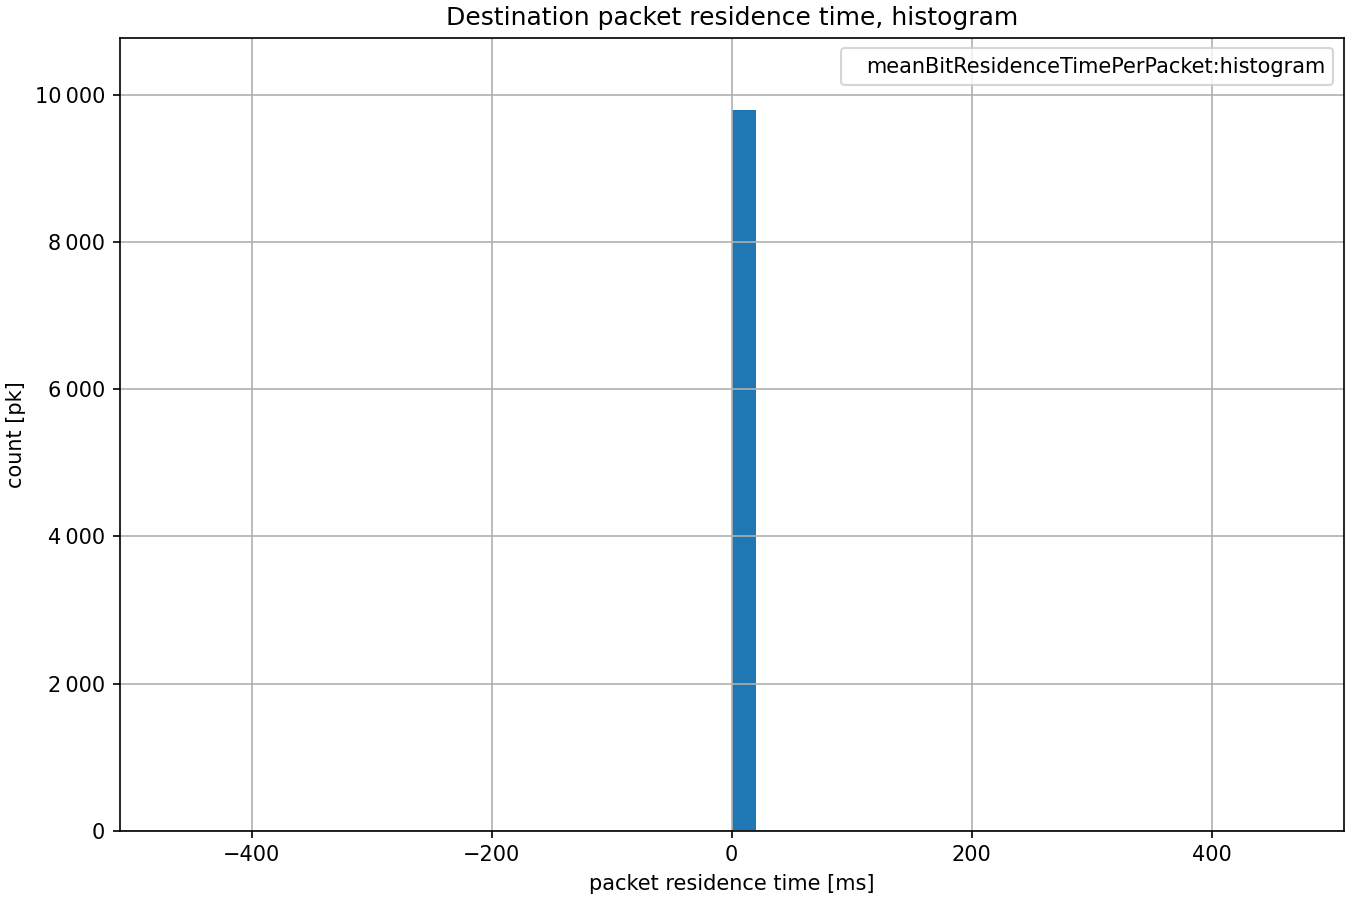 Destination packet residence time, histogram
meanBitResidenceTimePerPacket:histogram
10 000
8 000
6 000
4 000
2 000
0
count [pk]
−400
−200
0
200
400
packet residence time [ms]